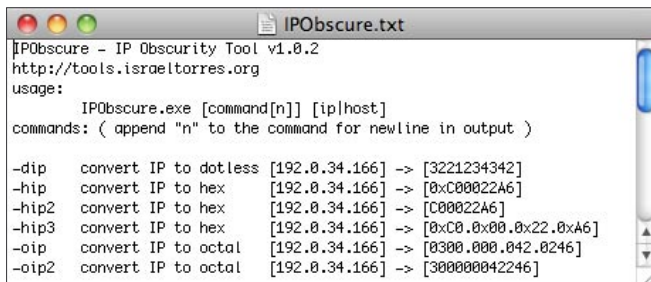 IPObscure.txt
IPObscure – IP Obscurity Tool v1.0.2
http://tools.israeltorres.org
usage:
IPObscure.exe [command[n]] [ip|host]
commands: ( append "n" to the command for newline in output )
-dip convert IP to dotless [192.0.34.166] -> [3221234342]
-hip convert IP to hex [192.0.34.166] -> [0xC00022A6]
-hip2 convert IP to hex [192.0.34.166] -> [C00022A6]
-hip3 convert IP to hex [192.0.34.166] -> [0xC0.0x00.0x22.0xA6]
-oip convert IP to octal [192.0.34.166] -> [0300.000.042.0246]
-oip2 convert IP to octal [192.0.34.166] -> [300000042246]